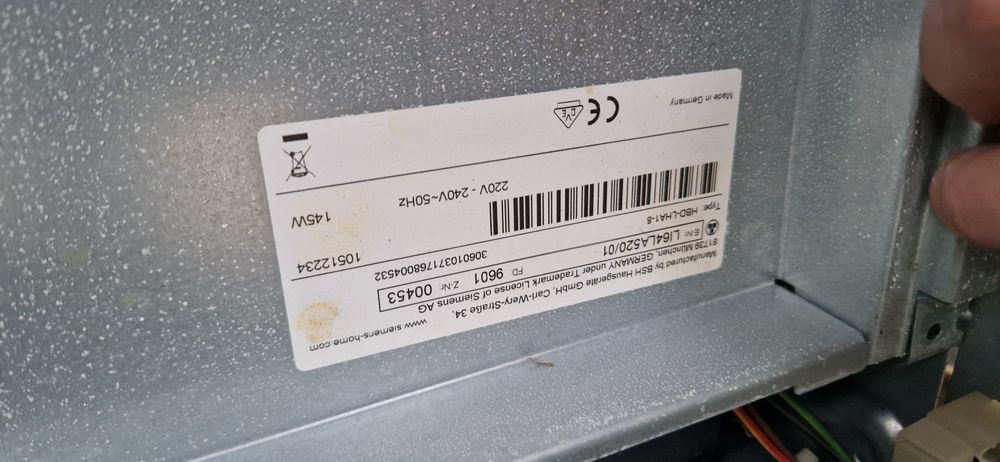 Manufactured by BSH Hausgeräte GmbH, Carl-Wery-Straße 34,
81739 München, GERMANY under Trademark License of Siemens AG
www.siemens-home.com
E-Nr. LI64LA520/01 FD 9601 Z-Nr. 00453
Type: HBD-LHA1-8
306010371768004532 10512234
220V - 240V~50Hz 145W
Made in Germany
CE
VDE